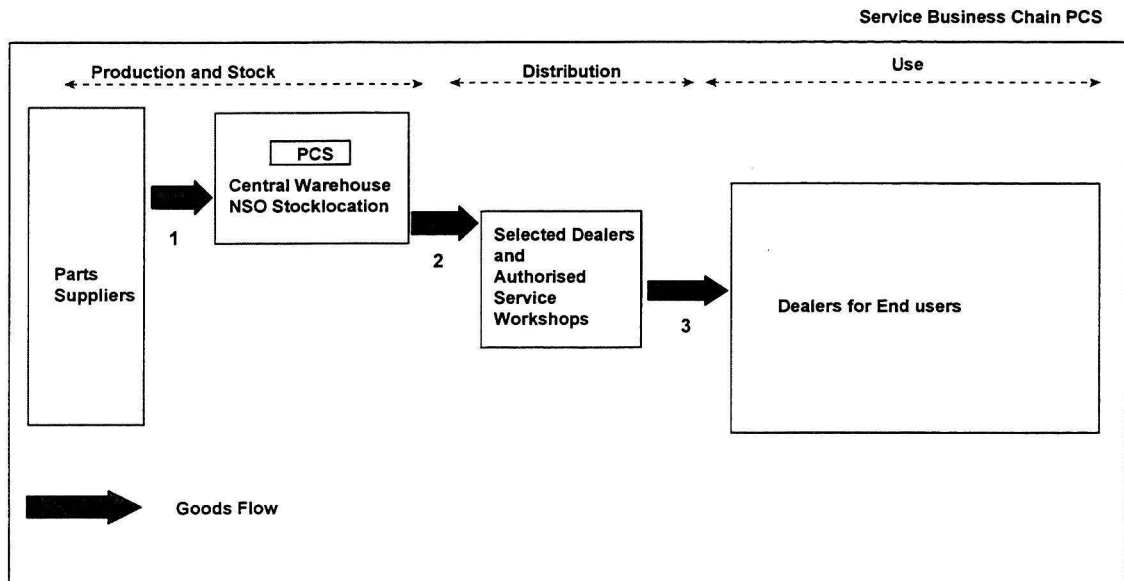 Service Business Chain PCS
Production and Stock
Distribution
Use
PCS
Central Warehouse
NSO Stocklocation
1
2
Selected Dealers
and
Authorised
Service
Workshops
3
Parts
Suppliers
Dealers for End users
Goods Flow